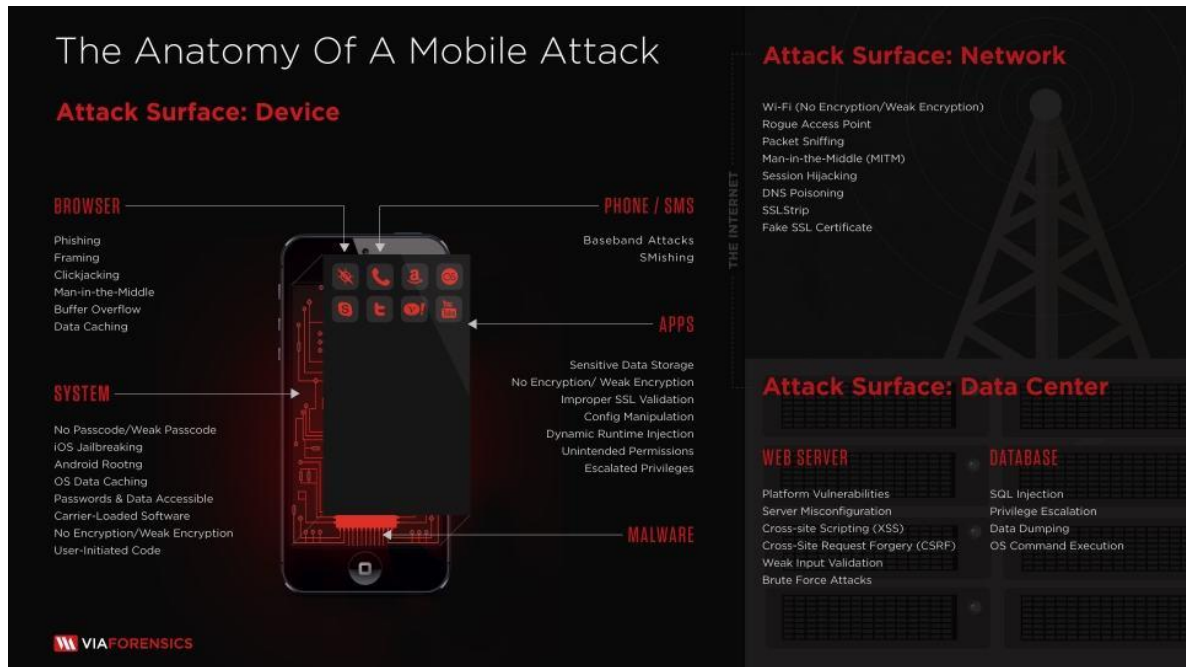 The Anatomy Of A Mobile Attack
Attack Surface: Device
BROWSER
Phishing
Framing
Clickjacking
Man-in-the-Middle
Buffer Overflow
Data Caching
SYSTEM
No Passcode/Weak Passcode
iOS Jailbreaking
Android Rootng
OS Data Caching
Passwords & Data Accessible
Carrier-Loaded Software
No Encryption/Weak Encryption
User-Initiated Code
PHONE / SMS
Baseband Attacks
SMishing
APPS
Sensitive Data Storage
No Encryption/ Weak Encryption
Improper SSL Validation
Config Manipulation
Dynamic Runtime Injection
Unintended Permissions
Escalated Privileges
MALWARE
a
S
t
Y!
You
VIAFORENSICS
THE INTERNET
Attack Surface: Network
Wi-Fi (No Encryption/Weak Encryption)
Rogue Access Point
Packet Sniffing
Man-in-the-Middle (MITM)
Session Hijacking
DNS Poisoning
SSLStrip
Fake SSL Certificate
Attack Surface: Data Center
WEB SERVER
Platform Vulnerabilities
Server Misconfiguration
Cross-site Scripting (XSS)
Cross-Site Request Forgery (CSRF)
Weak Input Validation
Brute Force Attacks
DATABASE
SQL Injection
Privilege Escalation
Data Dumping
OS Command Execution